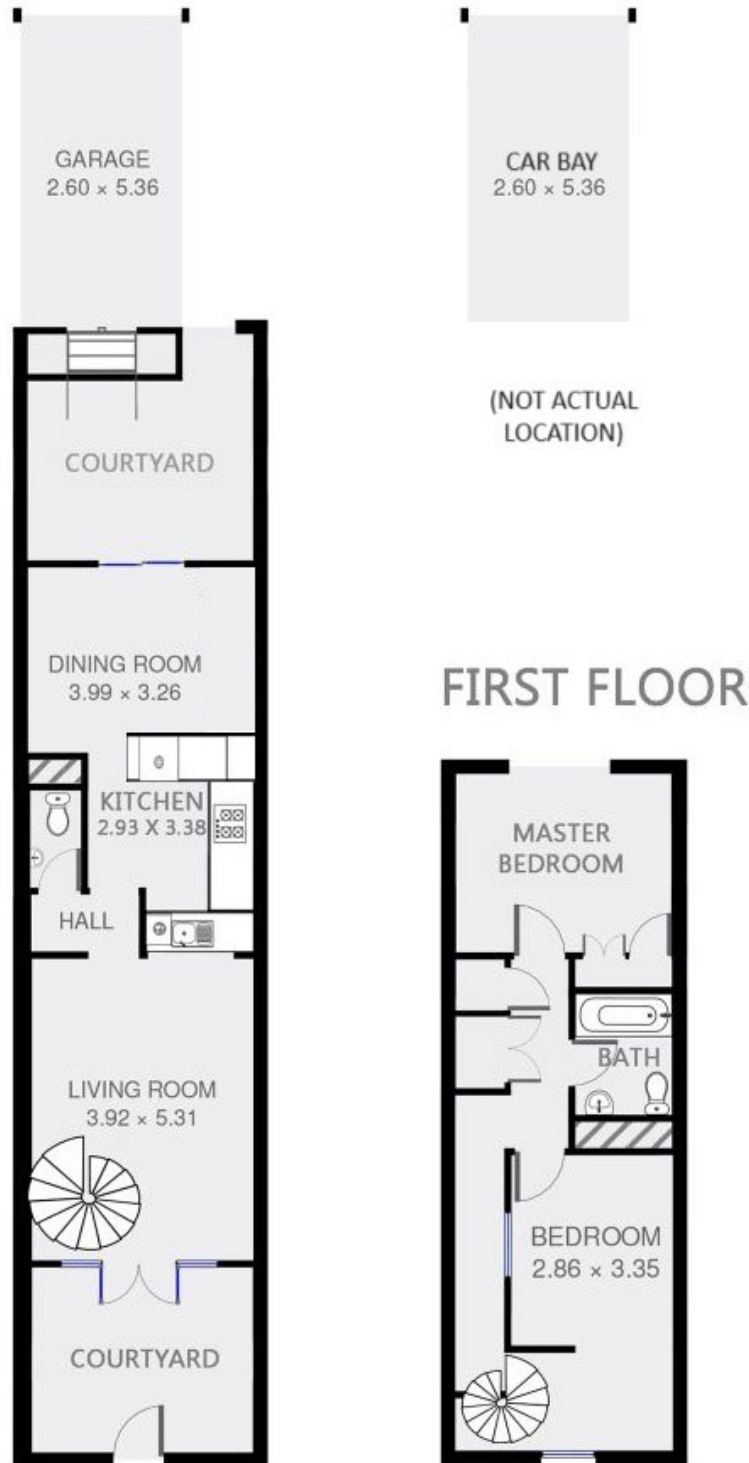 GARAGE
2.60 × 5.36
CAR BAY
2.60 × 5.36
(NOT ACTUAL
LOCATION)
COURTYARD
DINING ROOM
3.99 × 3.26
KITCHEN
2.93 X 3.38
HALL
LIVING ROOM
3.92 × 5.31
COURTYARD
FIRST FLOOR
MASTER
BEDROOM
BATH
BEDROOM
2.86 × 3.35